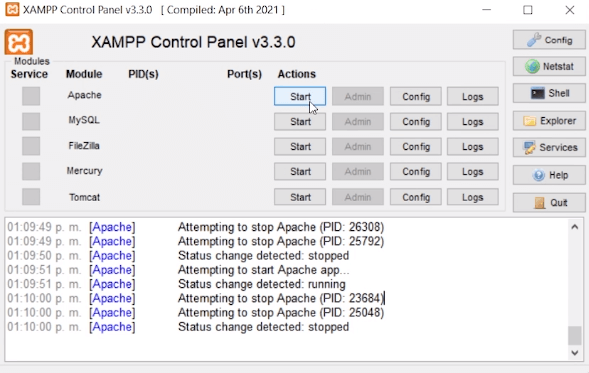 XAMPP Control Panel v3.3.0 [ Compiled: Apr 6th 2021 ]
XAMPP Control Panel v3.3.0
Config
Modules
Service Module PID(s) Port(s) Actions
Netstat
Apache Start Admin Config Logs
Shell
MySQL Start Admin Config Logs
Explorer
FileZilla Start Admin Config Logs
Services
Mercury Start Admin Config Logs
Help
Tomcat Start Admin Config Logs
Quit
01:09:49 p. m. [Apache] Attempting to stop Apache (PID: 26308)
01:09:49 p. m. [Apache] Attempting to stop Apache (PID: 25792)
01:09:50 p. m. [Apache] Status change detected: stopped
01:09:51 p. m. [Apache] Attempting to start Apache app...
01:09:51 p. m. [Apache] Status change detected: running
01:10:00 p. m. [Apache] Attempting to stop Apache (PID: 23684)
01:10:00 p. m. [Apache] Attempting to stop Apache (PID: 25048)
01:10:00 p. m. [Apache] Status change detected: stopped